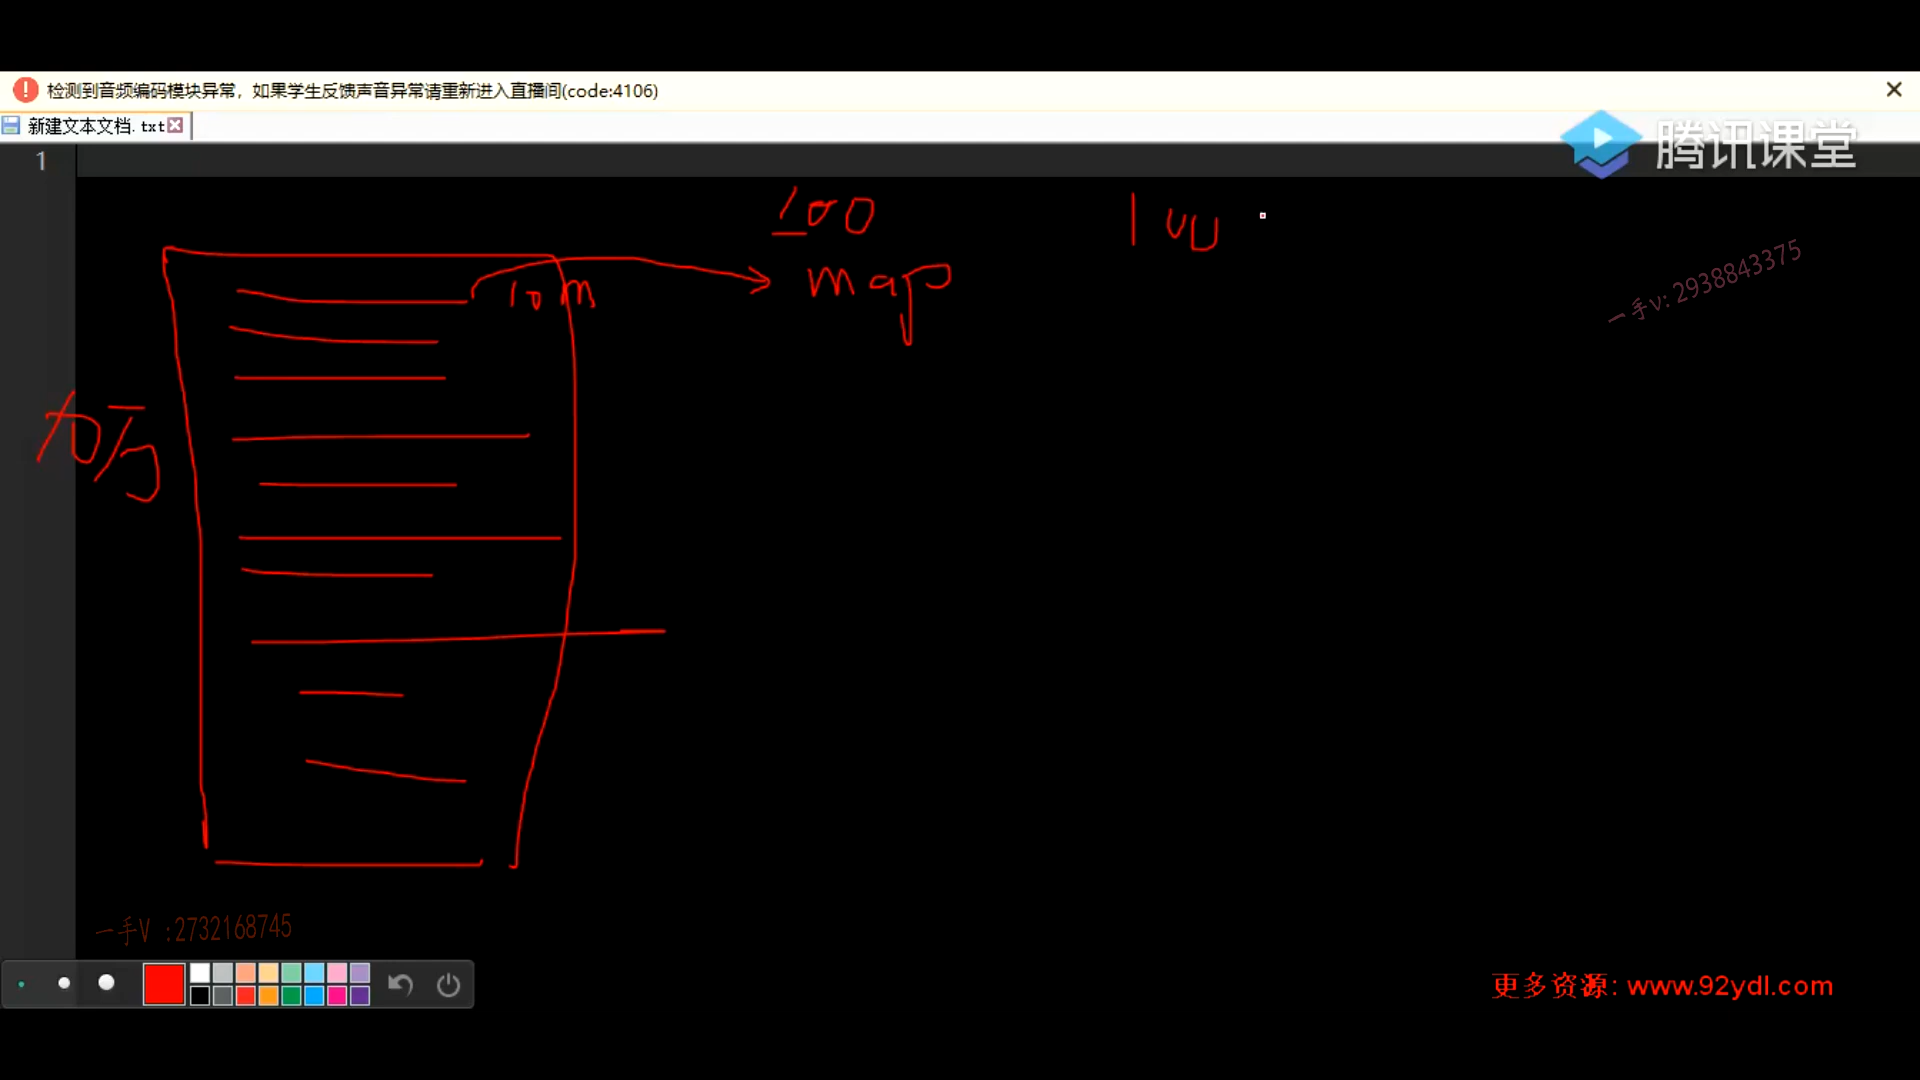 检测到音频编码模块异常，如果学生反馈声音异常请重新进入直播间(code:4106)
新建文本文档.txt
腾讯课堂
1
100
100
10m
map
一手v:2938843375
一手V :2732168745
更多资源:www.92ydl.com